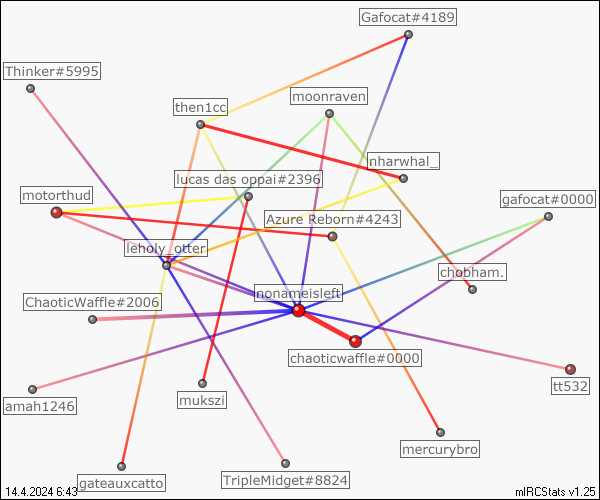 Gafocat#4189
Thinker#5995
moonraven
then1cc
nharwhal_
lucas das oppai#2396
motorthud
gafocat#0000
Azure Reborn#4243
leholy_otter
chobham.
nonameisleft
ChaoticWaffle#2006
chaoticwaffle#0000
tt532
amah1246
mukszi
mercurybro
gateauxcatto
TripleMidget#8824
14.4.2024 6:43
mIRCStats v1.25